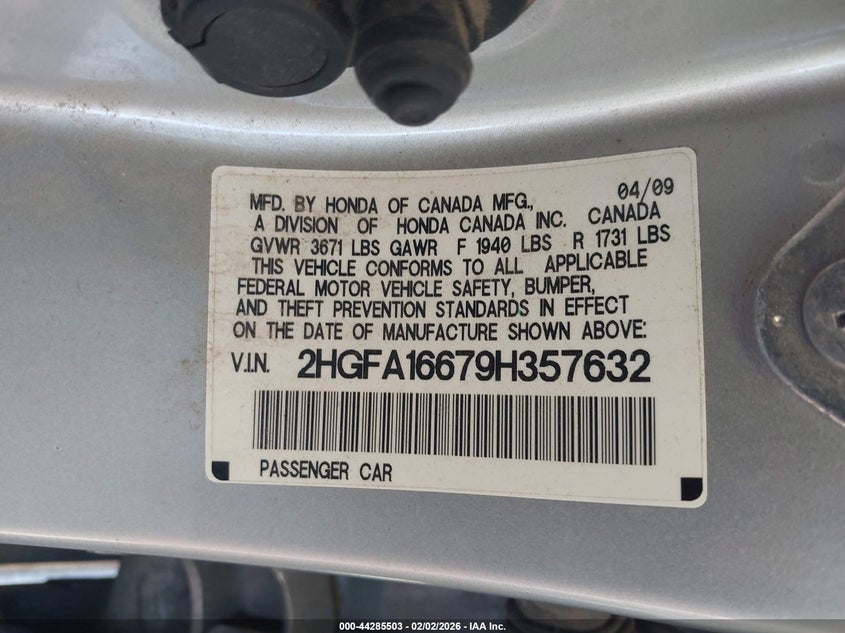 04/09
MFD. BY HONDA OF CANADA MFG.,
A DIVISION OF HONDA CANADA INC. CANADA
GVWR 3671 LBS GAWR F 1940 LBS R 1731 LBS
THIS VEHICLE CONFORMS TO ALL APPLICABLE
FEDERAL MOTOR VEHICLE SAFETY, BUMPER,
AND THEFT PREVENTION STANDARDS IN EFFECT
ON THE DATE OF MANUFACTURE SHOWN ABOVE:
V.I.N. 2HGFA16679H357632
PASSENGER CAR
000-44285503 - 02/02/2026 - IAA Inc.